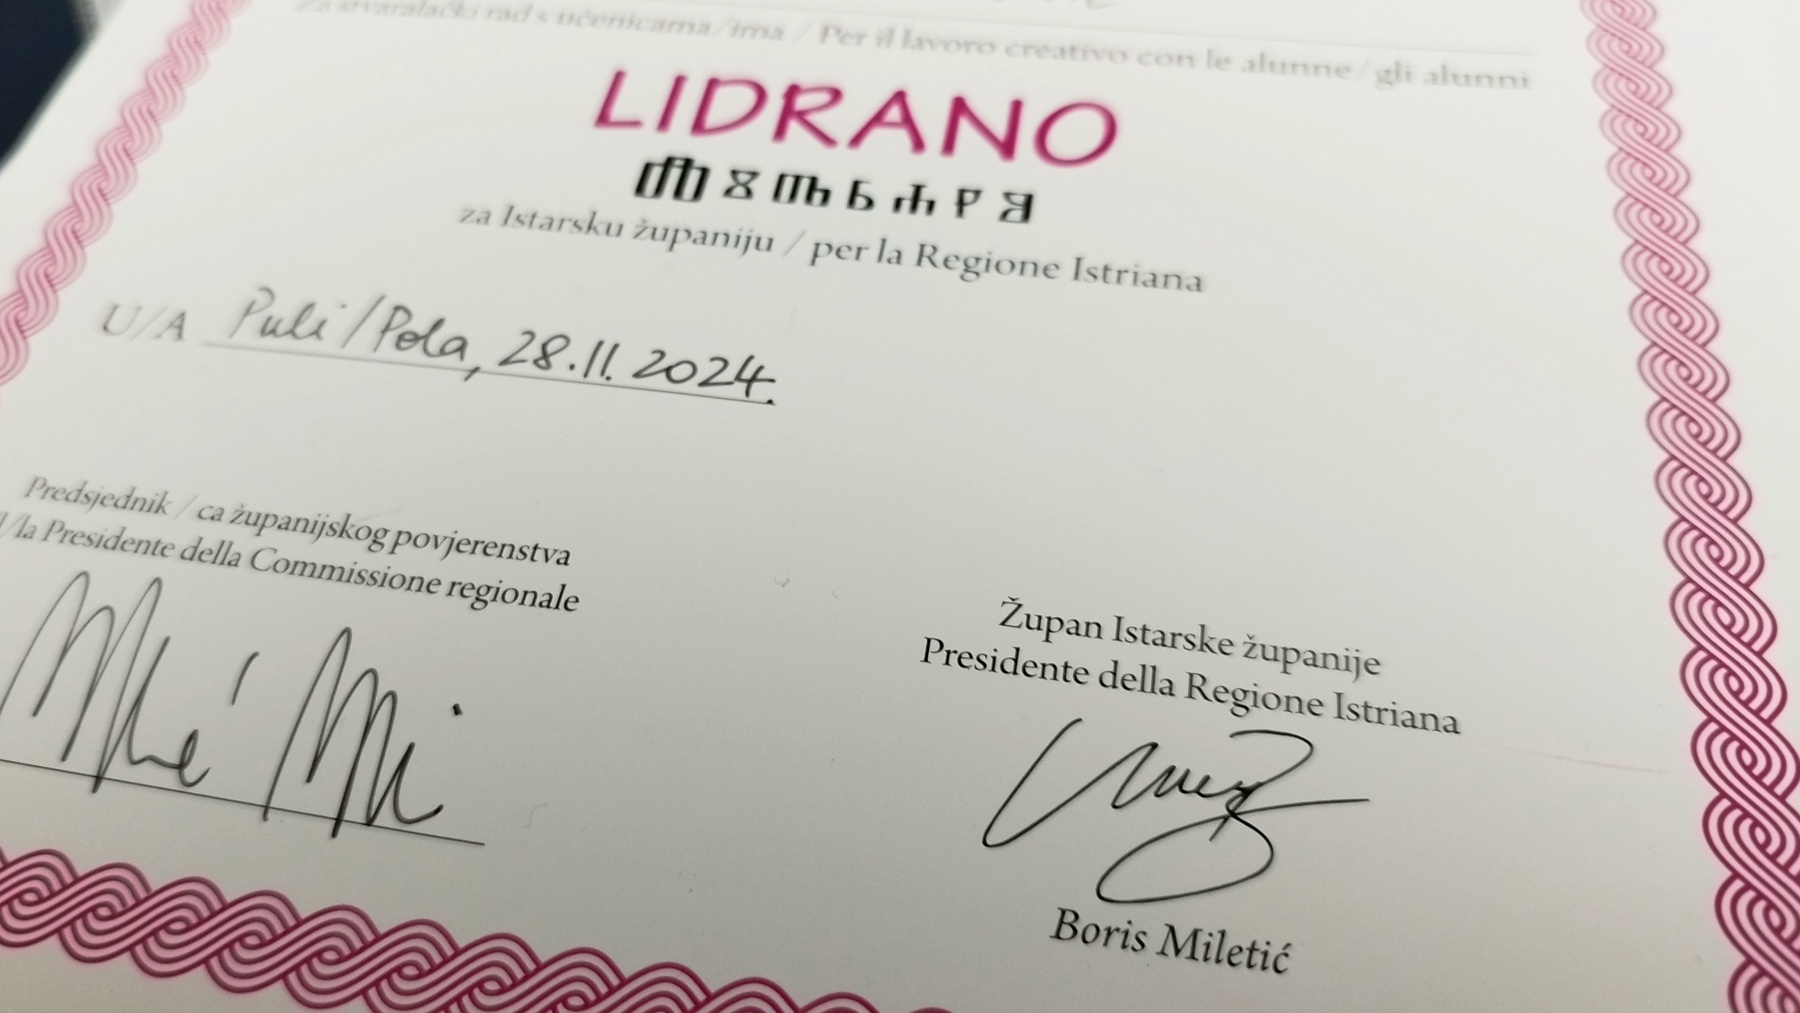 Za stvaralački rad s učenicama/ima / Per il lavoro creativo con le alunne/gli alunni
LIDRANO
ⰾⰻⰴⱃⰰⱀⱁ
za Istarsku županiju / per la Regione Istriana
U/A Puli/Pola, 28.11.2024.
Predsjednik / ca županijskog povjerenstva
/la Presidente della Commissione regionale
Župan Istarske županije
Presidente della Regione Istriana
Boris Miletić